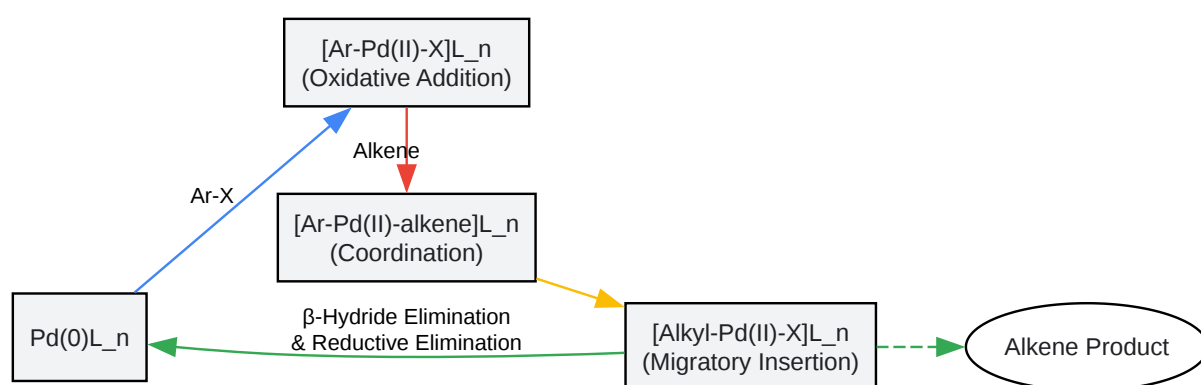 [Ar-Pd(II)-X]L_n
(Oxidative Addition)
Alkene
Ar-X
[Ar-Pd(II)-alkene]L_n
(Coordination)
Pd(0)L_n
β-Hydride Elimination
& Reductive Elimination
[Alkyl-Pd(II)-X]L_n
(Migratory Insertion)
Alkene Product